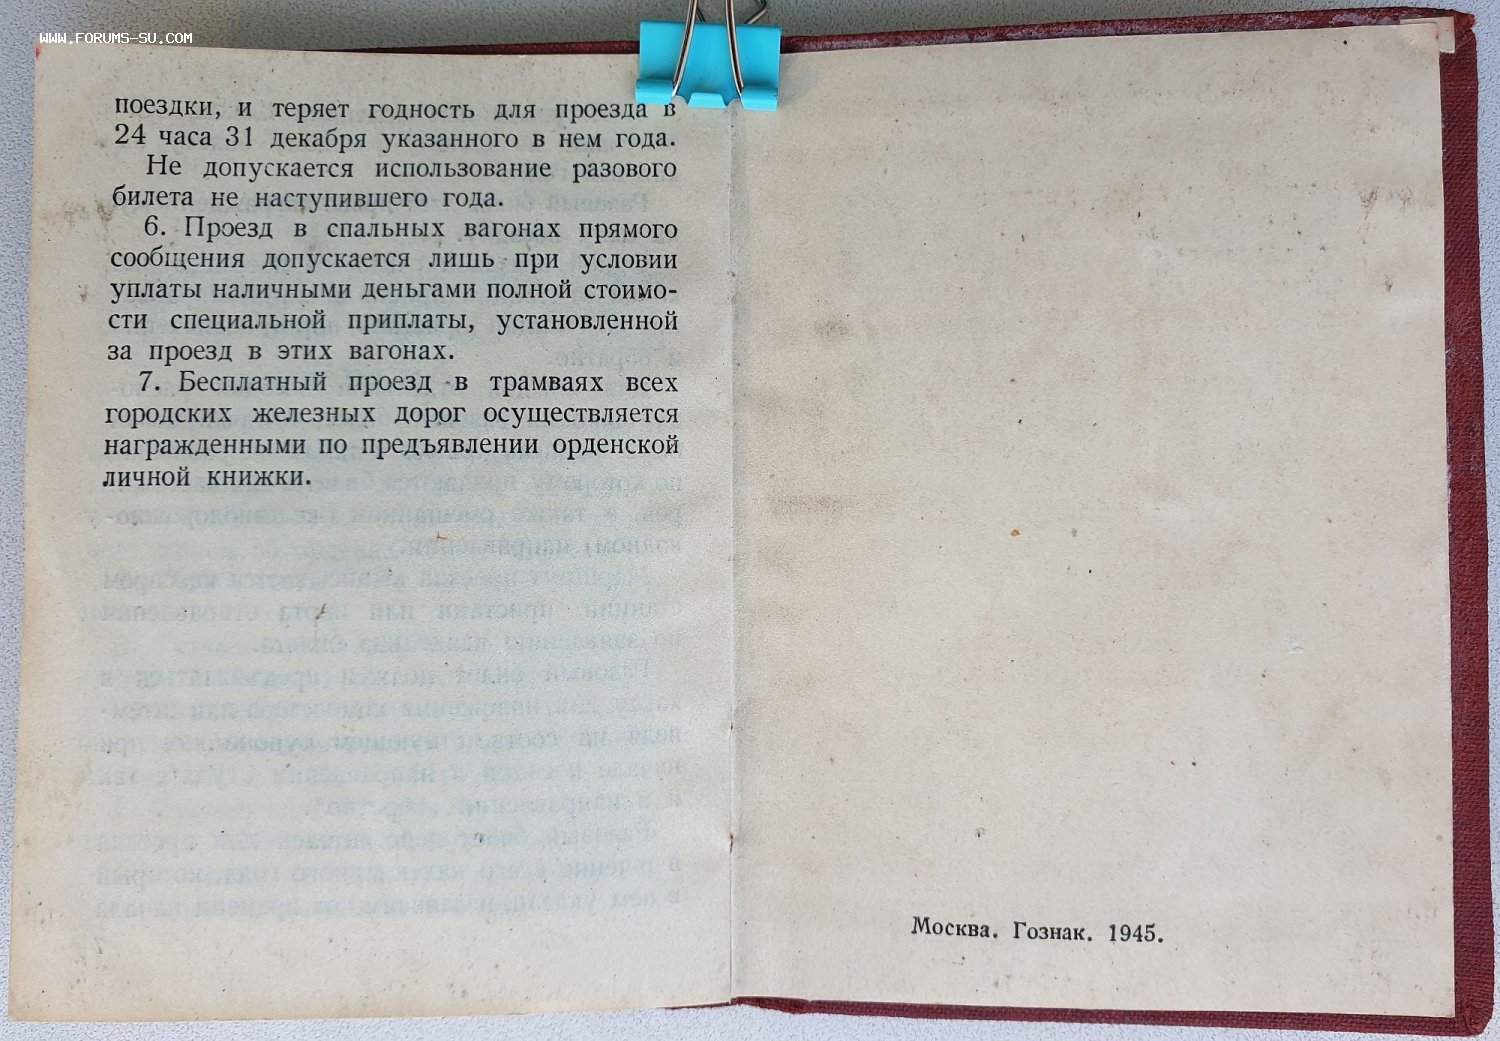 WWW.FORUMS-SU.COM
поездки, и теряет годность для проезда в
24 часа 31 декабря указанного в нем года.
Не допускается использование разового
билета не наступившего года.
6. Проезд в спальных вагонах прямого
сообщения допускается лишь при условии
уплаты наличными деньгами полной стоимо-
сти специальной приплаты, установленной
за проезд в этих вагонах.
7. Бесплатный проезд в трамваях всех
городских железных дорог осуществляется
награжденными по предъявлении орденской
личной книжки.
Москва. Гознак. 1945.